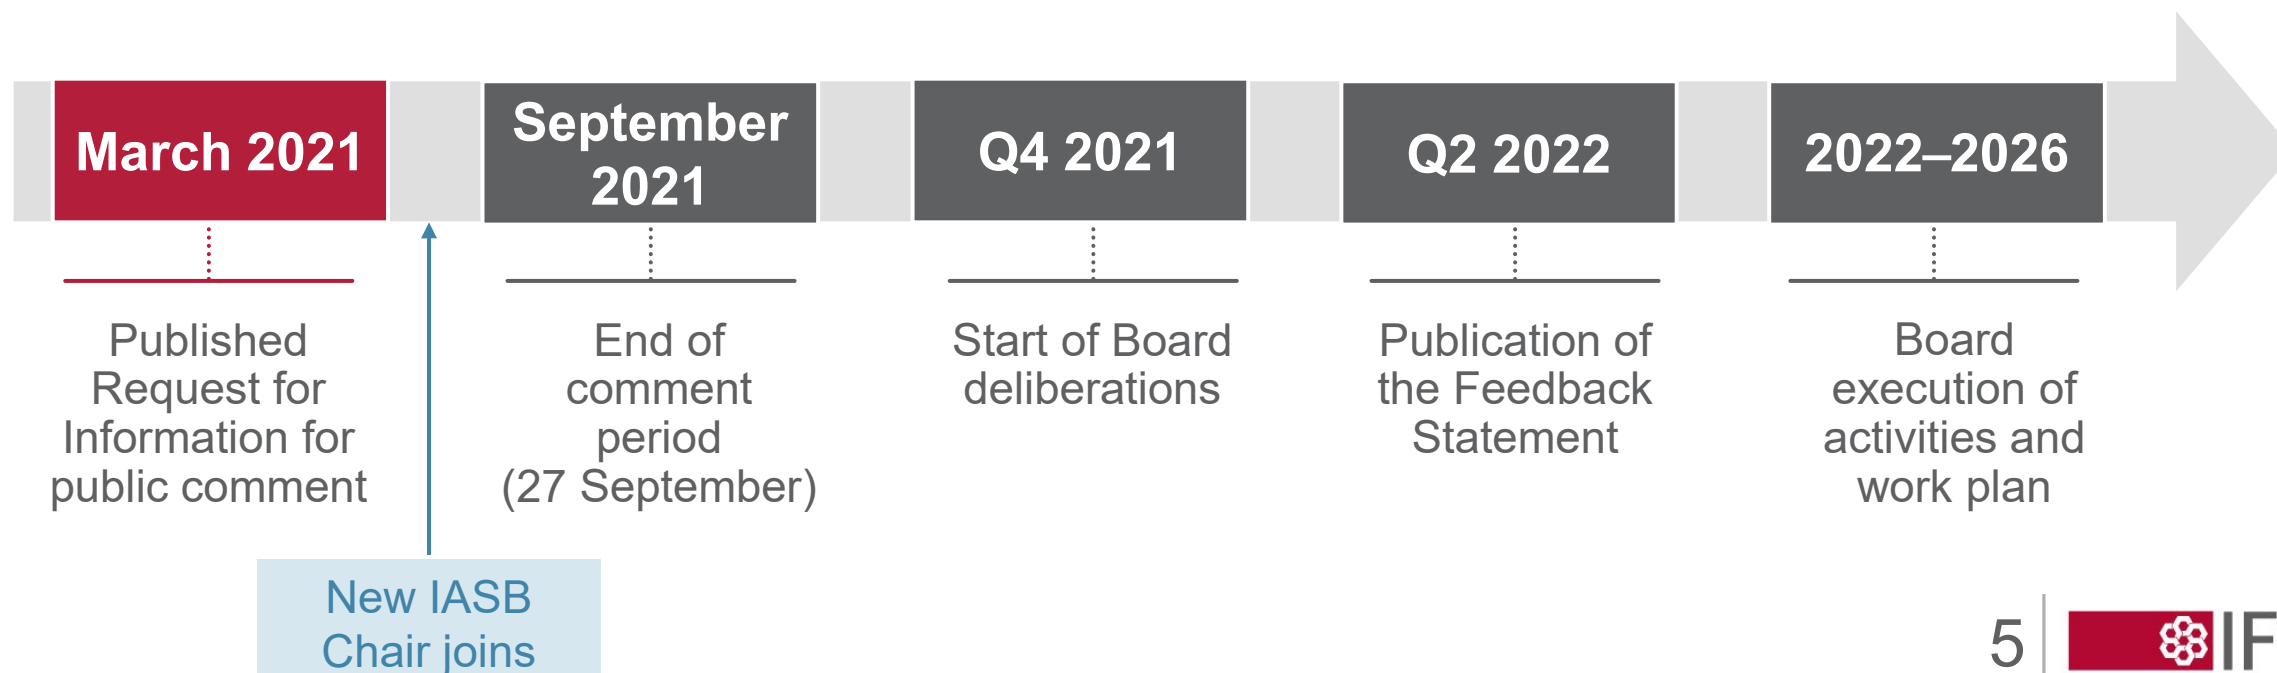 March 2021
September
2021
Q4 2021
Q2 2022
2022–2026
Published
Request for
Information for
public comment
End of
comment
period
(27 September)
Start of Board
deliberations
Publication of
the Feedback
Statement
Board
execution of
activities and
work plan
New IASB
Chair joins
5
IF